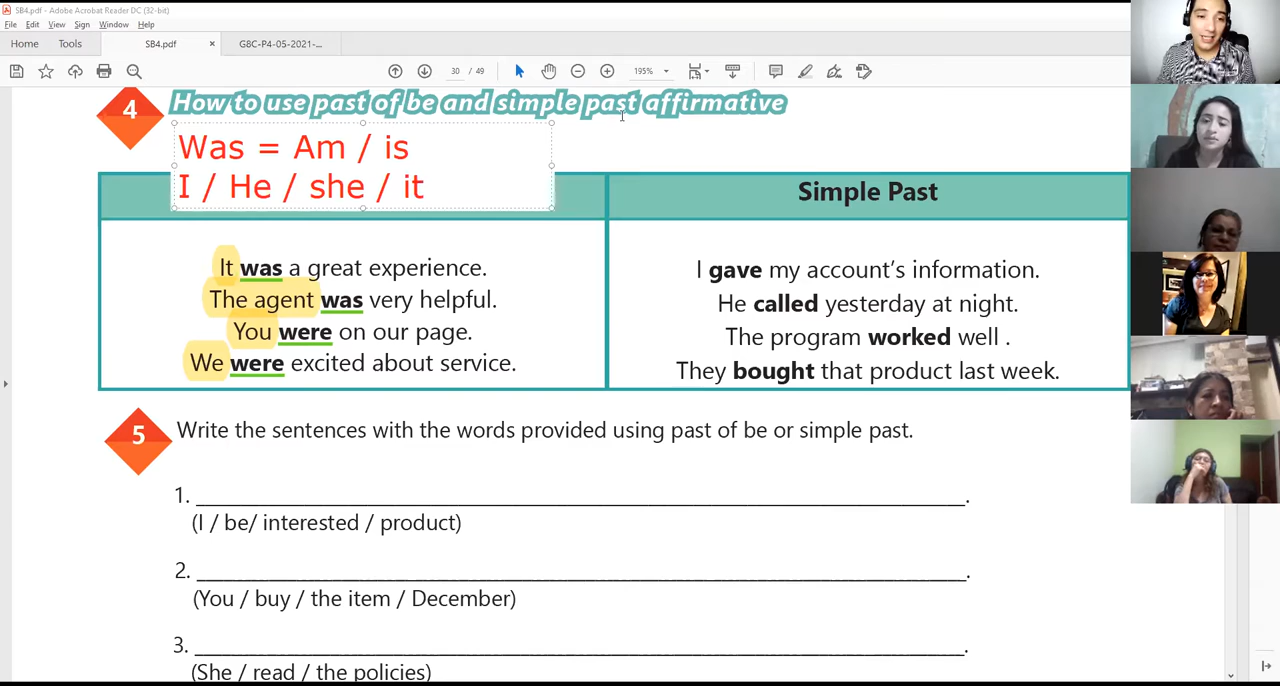 SB4.pdf - Adobe Acrobat Reader DC (32-bit)
File Edit View Sign Window Help
Home Tools SB4.pdf × G8C-P4-05-2021-...
30 / 49 195%
4 How to use past of be and simple past affirmative
Was = Am / is
I / He / she / it
Simple Past
It was a great experience.
The agent was very helpful.
You were on our page.
We were excited about service.
I gave my account's information.
He called yesterday at night.
The program worked well .
They bought that product last week.
5 Write the sentences with the words provided using past of be or simple past.
1. ______________________________.
(I / be/ interested / product)
2. ______________________________.
(You / buy / the item / December)
3. ______________________________.
(She / read / the policies)